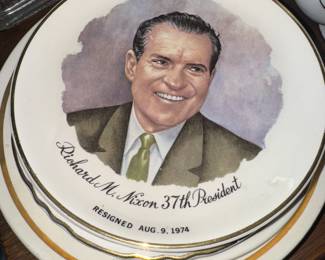 Richard M. Nixon 37th President
RESIGNED AUG. 9, 1974